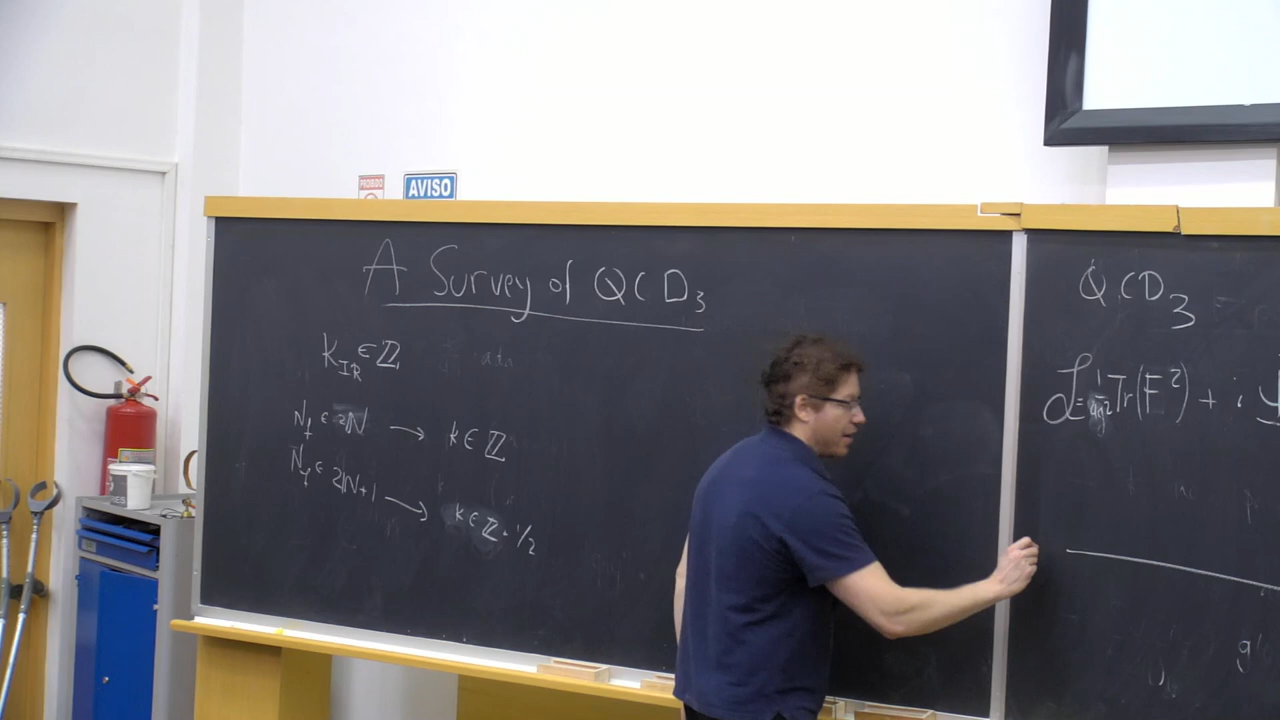 PROIBIDO
AVISO
A Survey of QCD₃
k_IR ∈ ℤ
N_f ∈ 2ℕ → k ∈ ℤ
N_f ∈ 2ℕ+1 → k ∈ ℤ + 1/2
QCD₃
ℒ = 1/4g² Tr(F²) + i